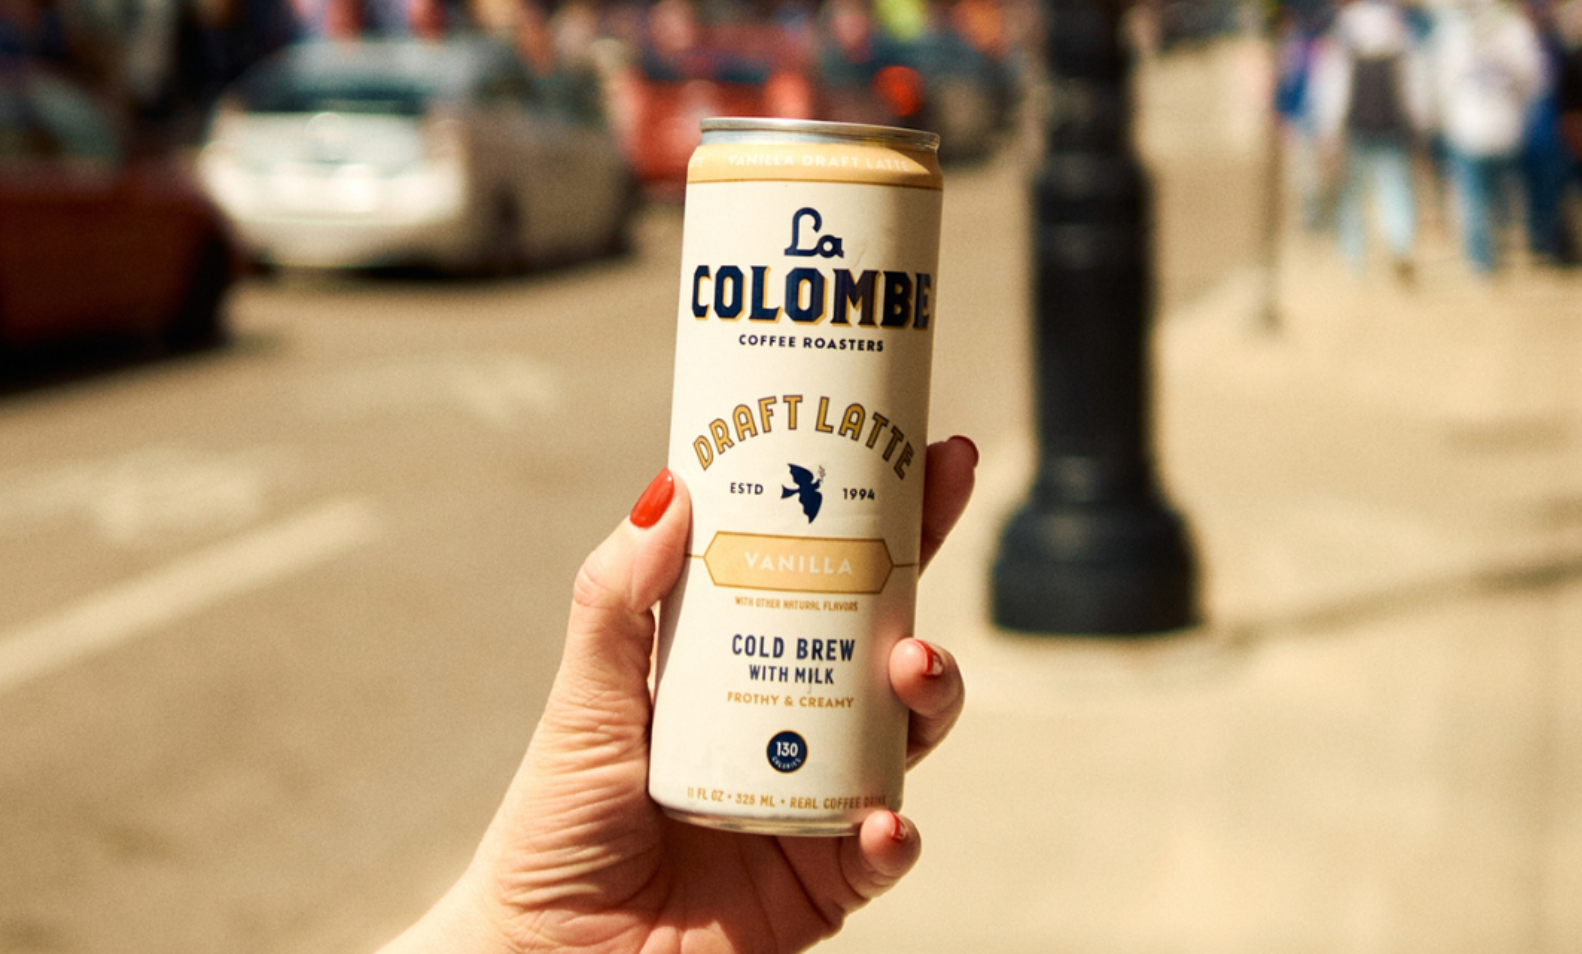 VANILLA DRAFT LATTE
La
COLOMBE
COFFEE ROASTERS
DRAFT LATTE
ESTD 1994
VANILLA
WITH OTHER NATURAL FLAVORS
COLD BREW
WITH MILK
FROTHY & CREAMY
130
CALORIES
11 FL OZ • 325 ML • REAL COFFEE DRINK